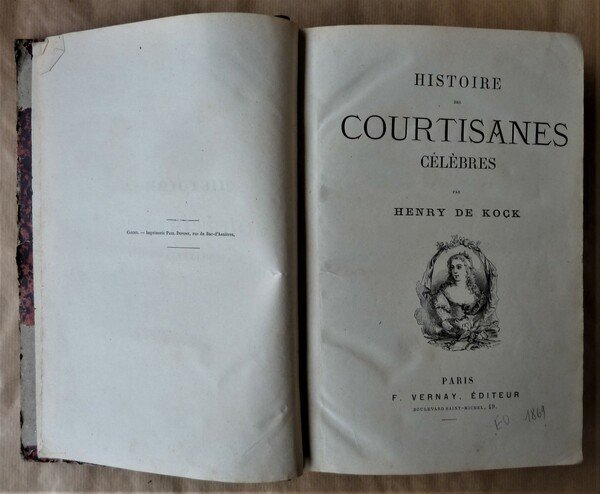 Clichy. — Imprimerie Paul Dupont, rue du Bac-d'Asnières,
HISTOIRE
DES
COURTISANES
CÉLÈBRES
PAR
HENRY DE KOCK
PARIS
F. VERNAY, ÉDITEUR
BOULEVARD SAINT-MICHEL, 49.
EO 1869